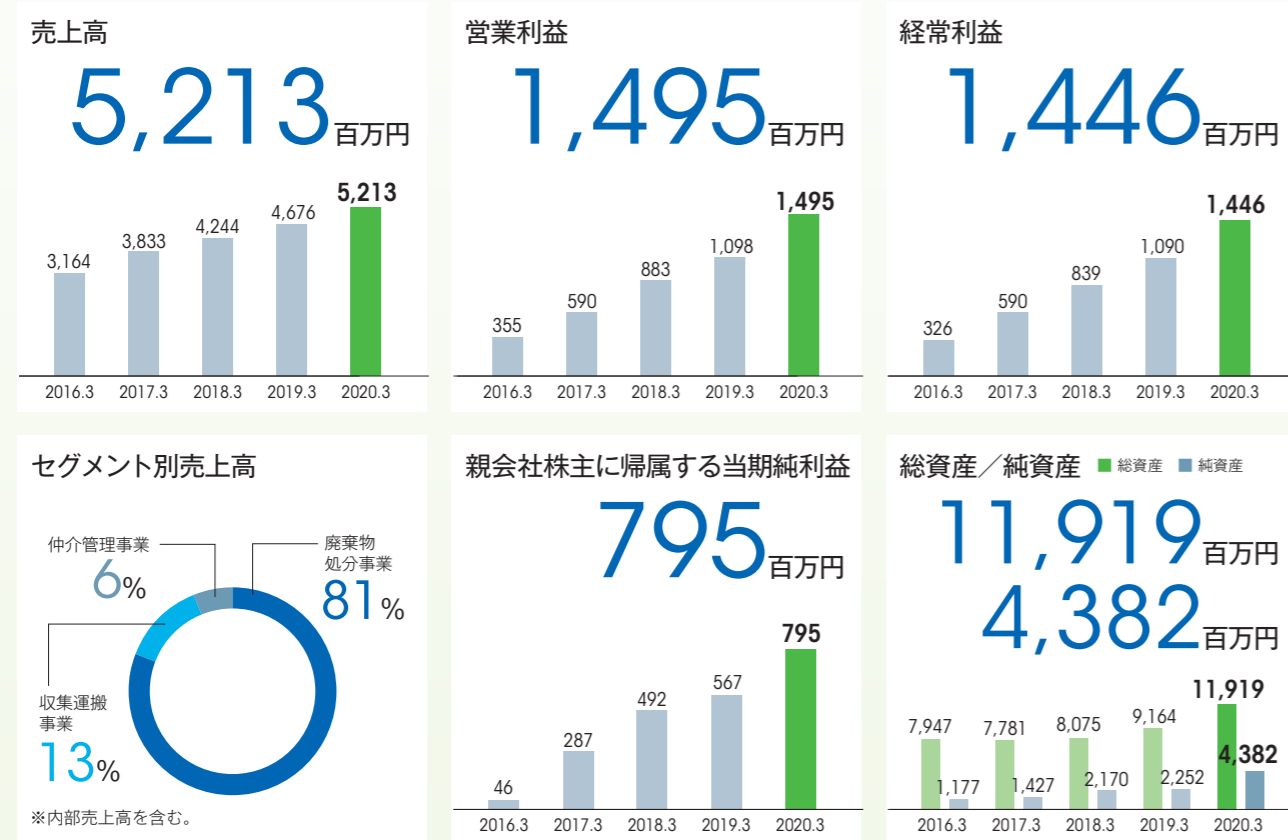 売上高
5,213百万円
5,213
4,676
4,244
3,833
3,164
2016.3 2017.3 2018.3 2019.3 2020.3
営業利益
1,495百万円
1,495
1,098
883
590
355
2016.3 2017.3 2018.3 2019.3 2020.3
経常利益
1,446百万円
1,446
1,090
839
590
326
2016.3 2017.3 2018.3 2019.3 2020.3
セグメント別売上高
仲介管理事業
6%
廃棄物
処分事業
81%
収集運搬
事業
13%
※内部売上高を含む。
親会社株主に帰属する当期純利益
795百万円
795
567
492
287
46
2016.3 2017.3 2018.3 2019.3 2020.3
総資産／純資産 総資産 純資産
11,919百万円
4,382百万円
11,919
7,947 7,781 8,075 9,164
4,382
1,177 1,427 2,170 2,252
2016.3 2017.3 2018.3 2019.3 2020.3